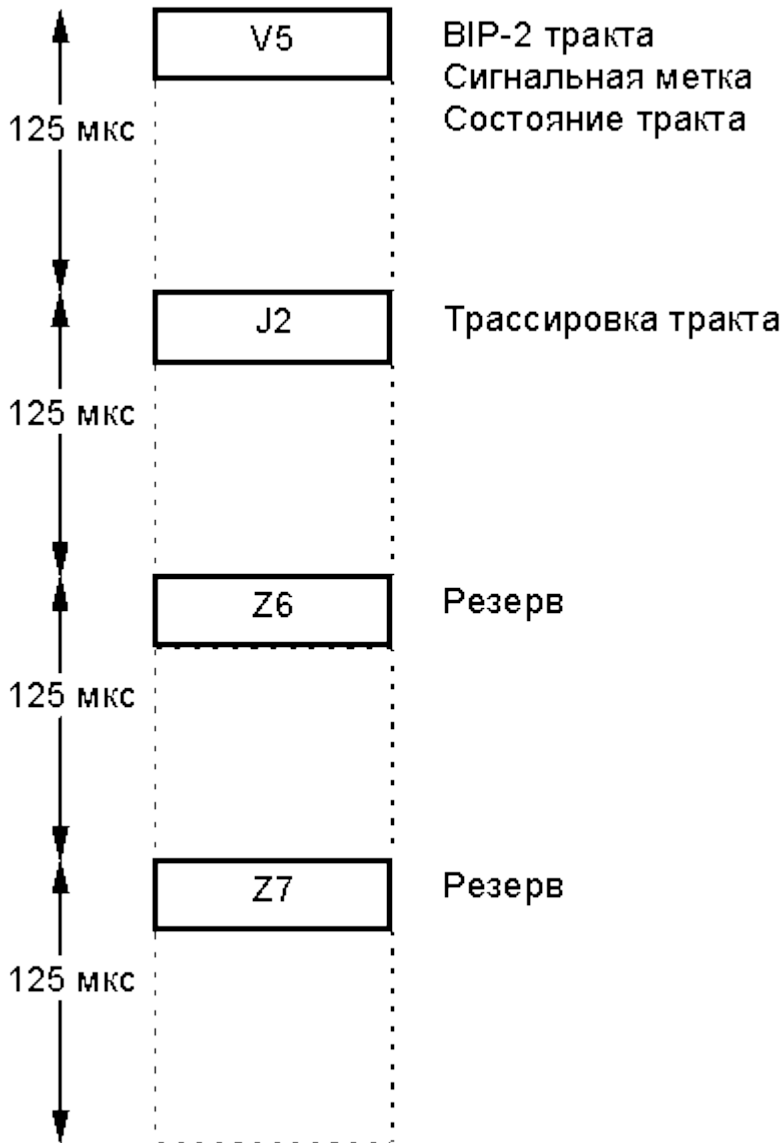 V5
BIP-2 тракта
Сигнальная метка
Состояние тракта
125 мкс
J2
Трассировка тракта
125 мкс
Z6
Резерв
125 мкс
Z7
Резерв
125 мкс